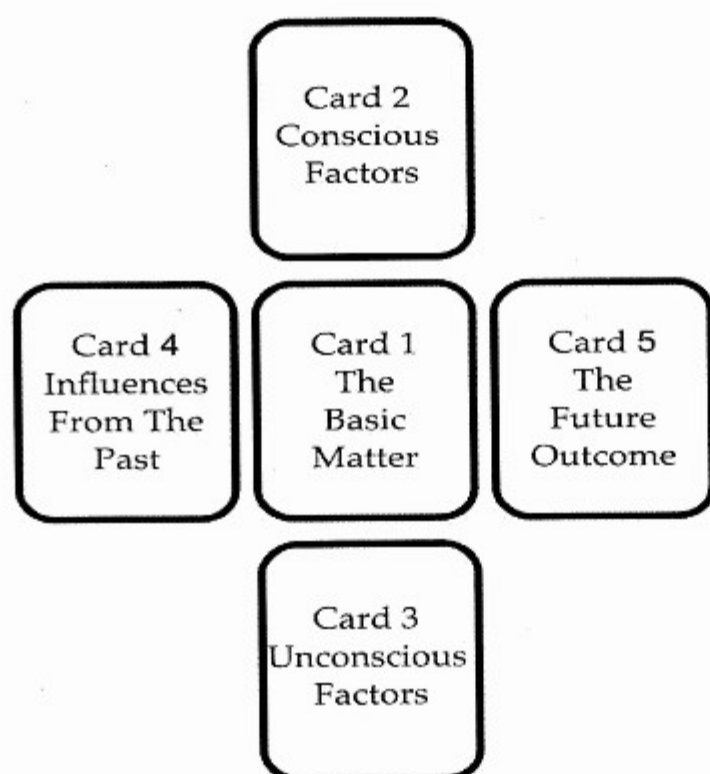 Card 2
Conscious
Factors
Card 4
Influences
From The
Past
Card 1
The
Basic
Matter
Card 5
The
Future
Outcome
Card 3
Unconscious
Factors